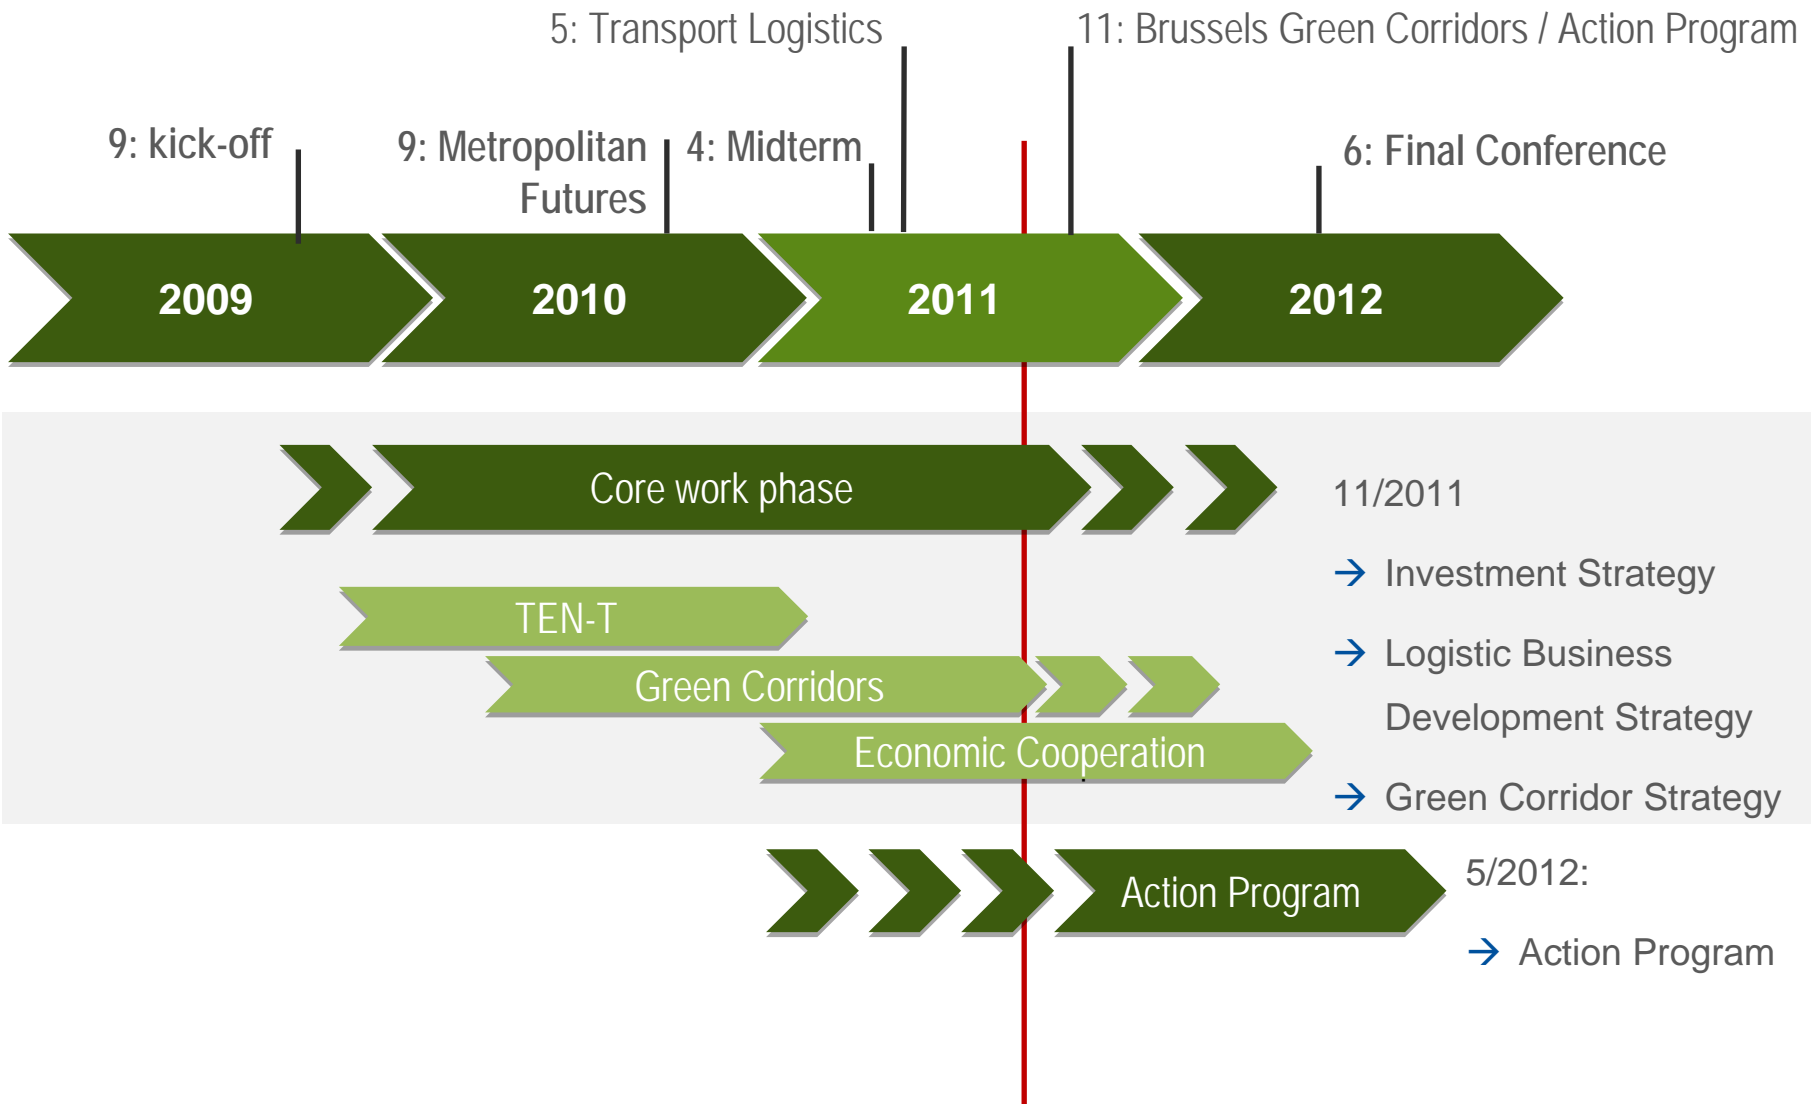 5: Transport Logistics
11: Brussels Green Corridors / Action Program
9: kick-off
9: Metropolitan
Futures
4: Midterm
6: Final Conference
2009
2010
2011
2012
Core work phase
11/2011
→ Investment Strategy
TEN-T
→ Logistic Business
Development Strategy
Green Corridors
Economic Cooperation
→ Green Corridor Strategy
Action Program
5/2012:
→ Action Program